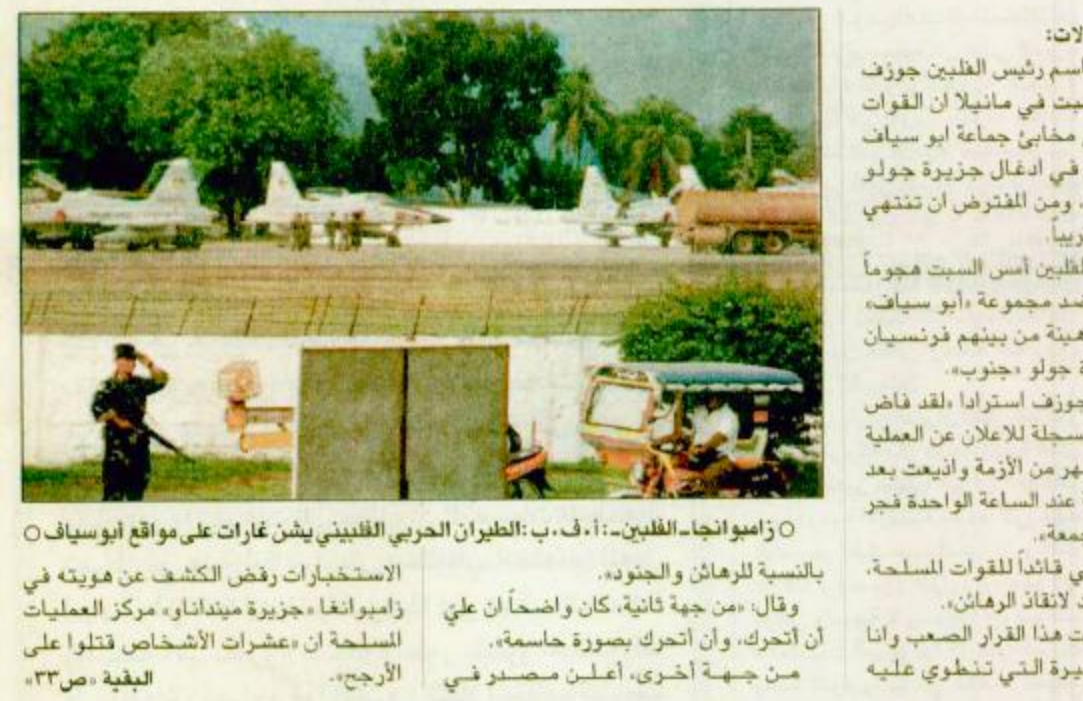 لات:
اسم رئيس الفلبين جوزف
بت في مانيلا ان القوات
مخابئ جماعة ابو سياف
في ادغال جزيرة جولو
ومن المفترض ان تنتهي
ريباً.
لفلبين أمس السبت هجوماً
ضد مجموعة «أبو سياف»
هينة من بينهم فرنسيان
ة جولو «جنوب».
جوزف استرادا «لقد فاض
سجلة للاعلان عن العملية
هر من الأزمة واذيعت بعد
عند الساعة الواحدة فجر
جمعة».
ي قائداً للقوات المسلحة،
لانقاذ الرهائن».
ت هذا القرار الصعب وانا
يرة التي تنطوي عليه
○ زامبوانجا ـ الفلبين ـ: أ. ف. ب: الطيران الحربي الفلبيني يشن غارات على مواقع أبو سياف ○
بالنسبة للرهائن والجنود».
وقال: «من جهة ثانية، كان واضحاً ان عليّ
أن أتحرك، وأن أتحرك بصورة حاسمة».
من جهة أخرى، أعلن مصدر في
الاستخبارات رفض الكشف عن هويته في
زامبوانغا «جزيرة مينداناو» مركز العمليات
المسلحة ان «عشرات الأشخاص قتلوا على
الأرجح». البقية «ص٣٣»